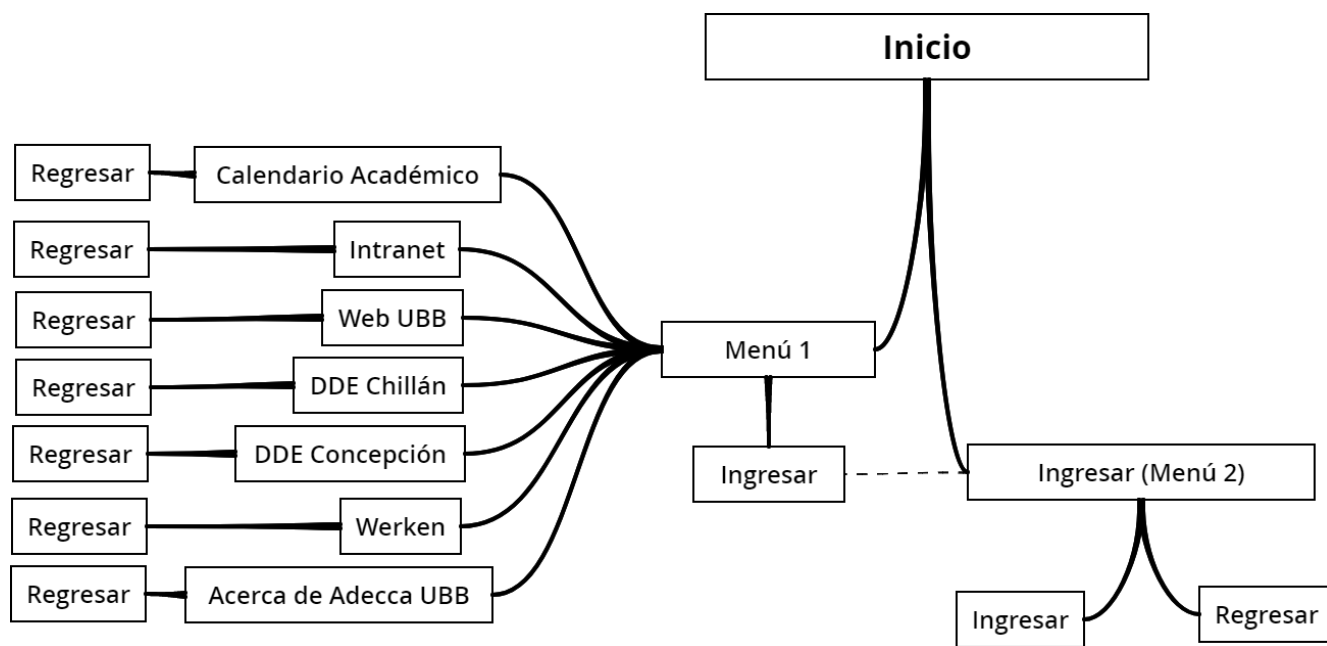 Inicio
Regresar
Calendario Académico
Regresar
Intranet
Regresar
Web UBB
Regresar
DDE Chillán
Regresar
DDE Concepción
Regresar
Werken
Regresar
Acerca de Adecca UBB
Menú 1
Ingresar
Ingresar (Menú 2)
Ingresar
Regresar